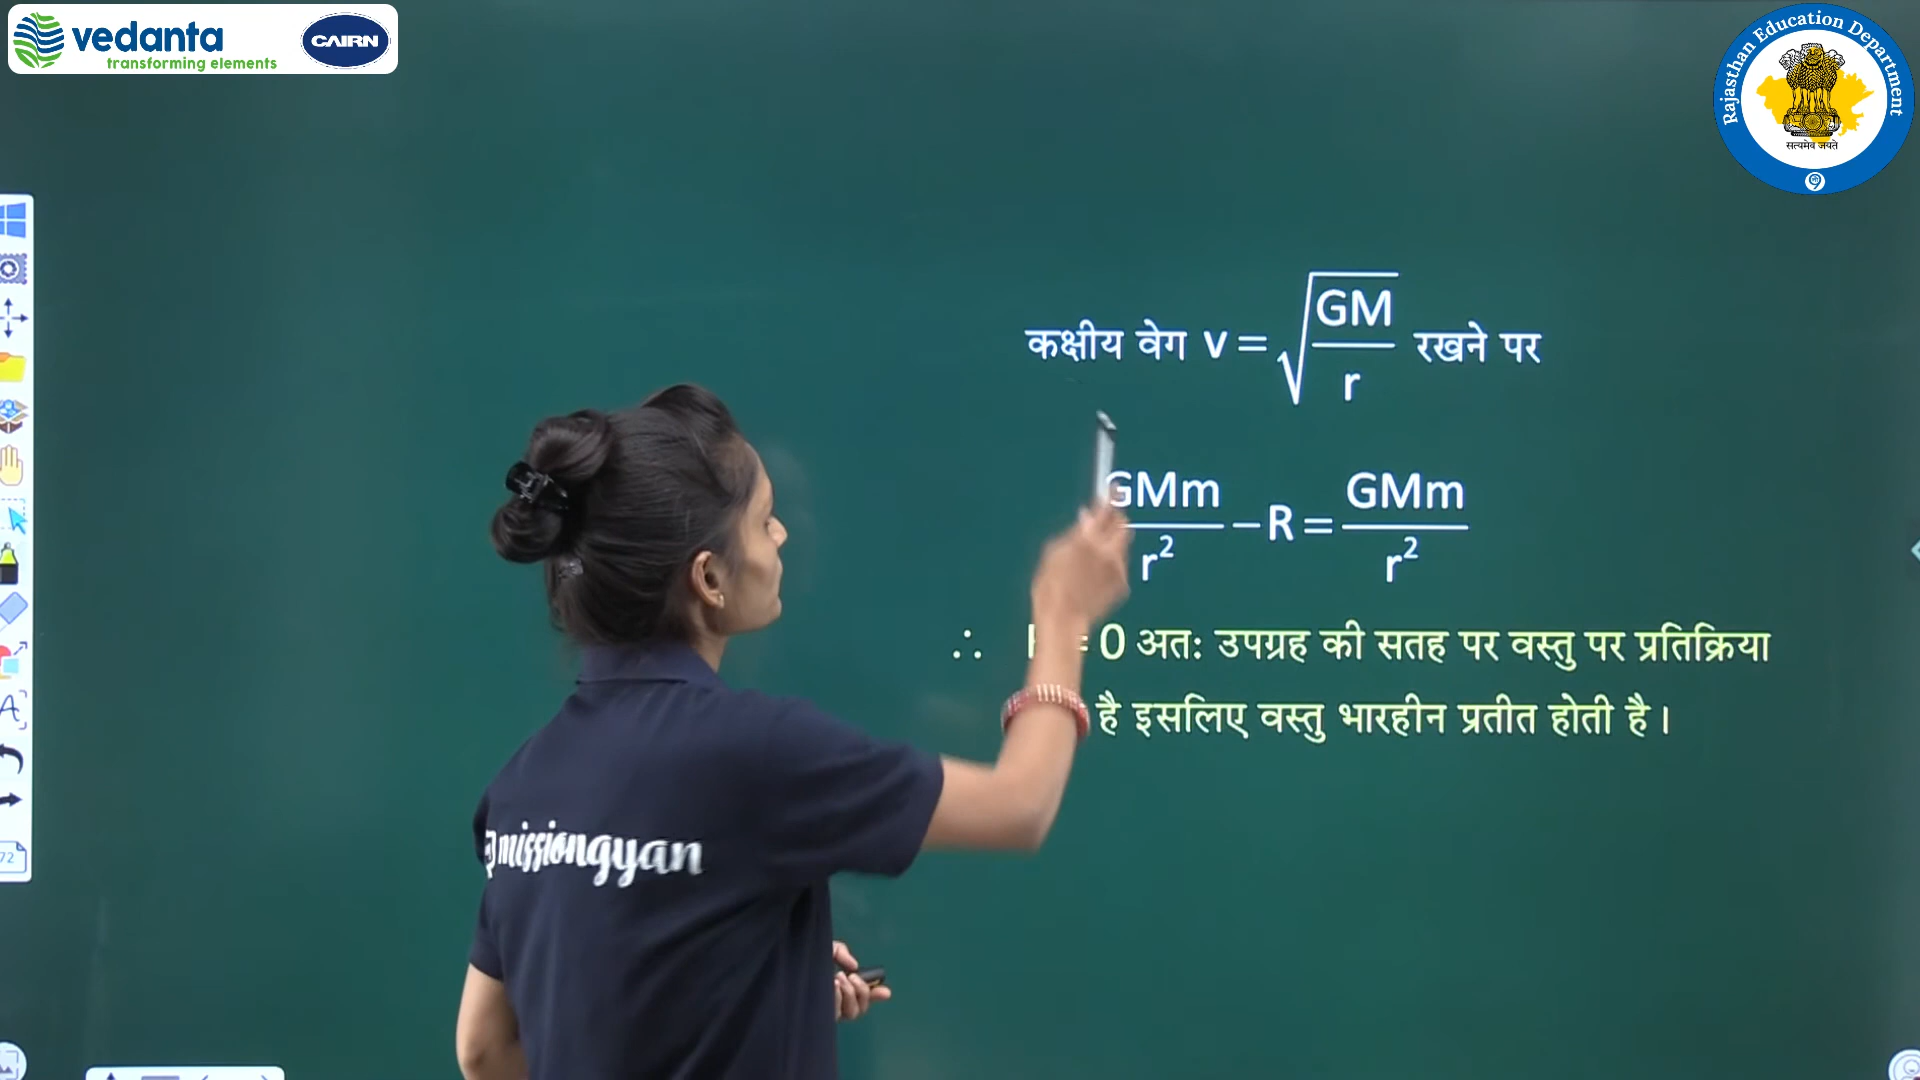 vedanta
transforming elements
CAIRN
Rajasthan Education Department
सत्यमेव जयते
कक्षीय वेग v = √(GM/r) रखने पर
GMm/r² – R = GMm/r²
∴ = 0 अतः उपग्रह की सतह पर वस्तु पर प्रतिक्रिया
है इसलिए वस्तु भारहीन प्रतीत होती है।
missiongyan
72